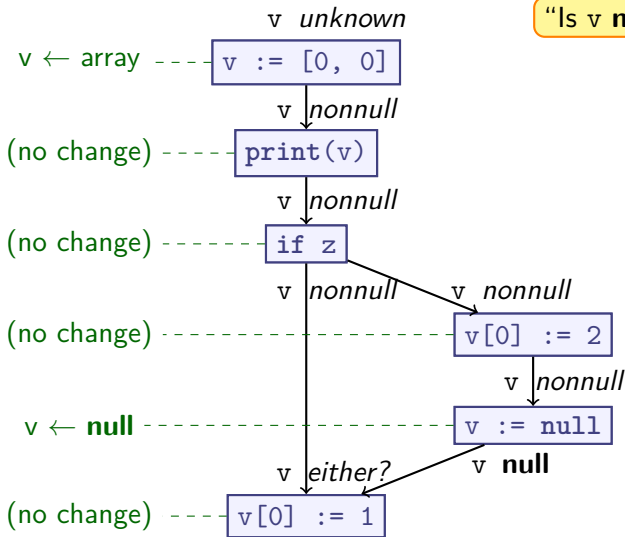 v unknown
"Is v
v ← array
v := [0, 0]
v nonnull
(no change)
print(v)
v nonnull
(no change)
if z
v nonnull
v nonnull
(no change)
v[0] := 2
v nonnull
v ← null
v := null
v either?
v null
(no change)
v[0] := 1